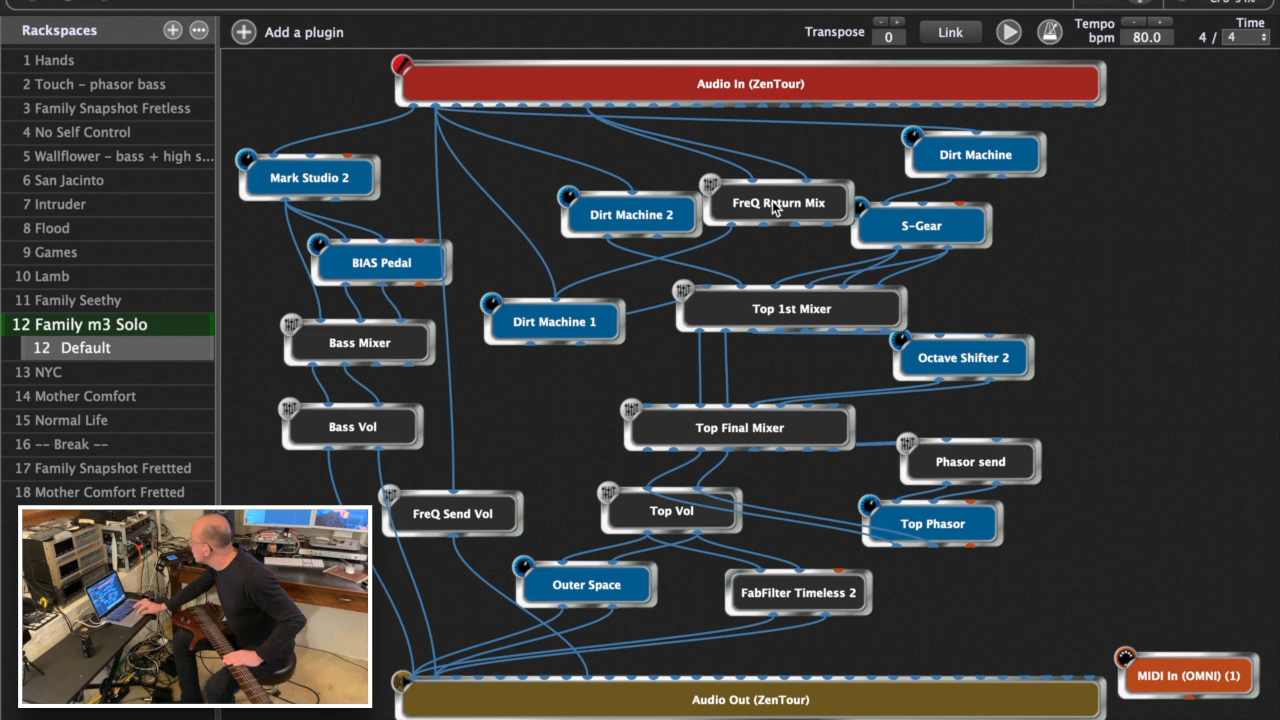 Rackspaces
Add a plugin
Transpose
- +
0
Link
Tempo
bpm
- +
80.0
Time
4 / 4
1 Hands
2 Touch - phasor bass
3 Family Snapshot Fretless
4 No Self Control
5 Wallflower - bass + high s...
6 San Jacinto
7 Intruder
8 Flood
9 Games
10 Lamb
11 Family Seethy
12 Family m3 Solo
12 Default
13 NYC
14 Mother Comfort
15 Normal Life
16 -- Break --
17 Family Snapshot Frettted
18 Mother Comfort Fretted
Audio In (ZenTour)
Dirt Machine
Mark Studio 2
FreQ Return Mix
Dirt Machine 2
S-Gear
BIAS Pedal
Top 1st Mixer
Dirt Machine 1
Bass Mixer
Octave Shifter 2
Bass Vol
Top Final Mixer
Phasor send
FreQ Send Vol
Top Vol
Top Phasor
Outer Space
FabFilter Timeless 2
MIDI In (OMNI) (1)
Audio Out (ZenTour)